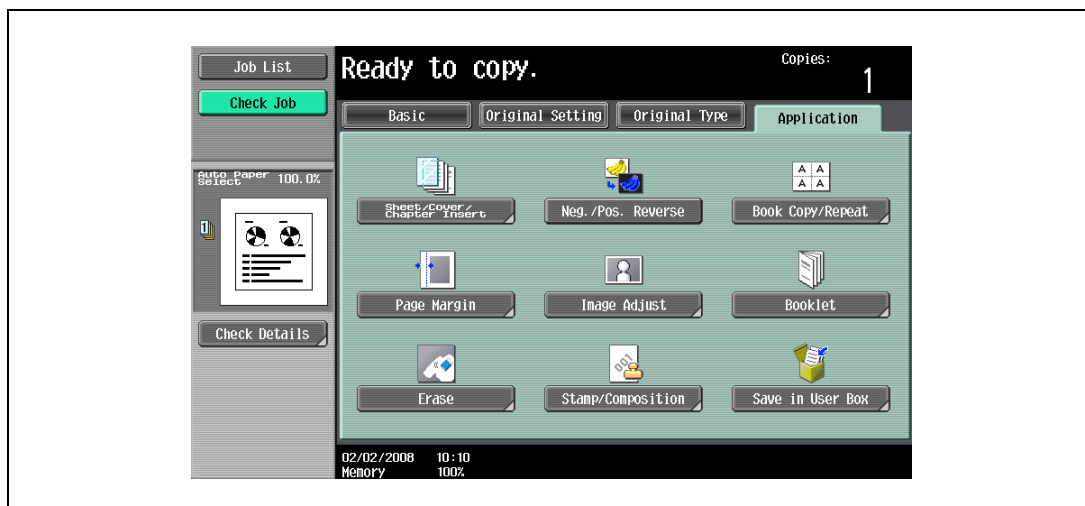 Job List
Check Job
Ready to copy.
Copies:
1
Basic
Original Setting
Original Type
Application
Auto Paper
Select
100.0%
1
Sheet/Cover/
Chapter Insert
Neg./Pos. Reverse
A A
A A
Book Copy/Repeat
Page Margin
Image Adjust
Booklet
Check Details
001
Erase
Stamp/Composition
Save in User Box
02/02/2008 10:10
Memory 100%